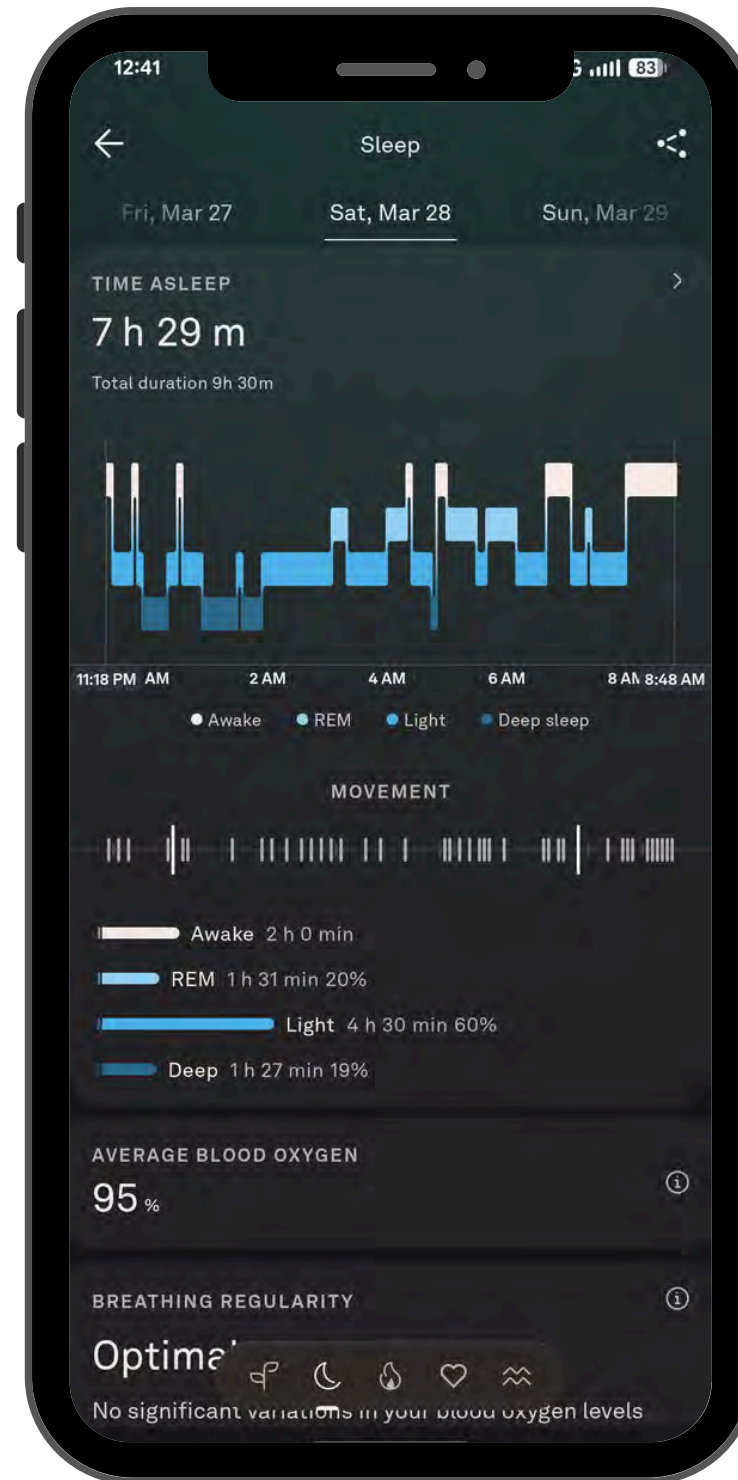 12:41
G 83
Sleep
Fri, Mar 27 Sat, Mar 28 Sun, Mar 29
TIME ASLEEP
7 h 29 m
Total duration 9h 30m
11:18 PM AM 2 AM 4 AM 6 AM 8 AM 8:48 AM
Awake REM Light Deep sleep
MOVEMENT
Awake 2 h 0 min
REM 1 h 31 min 20%
Light 4 h 30 min 60%
Deep 1 h 27 min 19%
AVERAGE BLOOD OXYGEN
95 %
BREATHING REGULARITY
Optimal
No significant variations in your blood oxygen levels